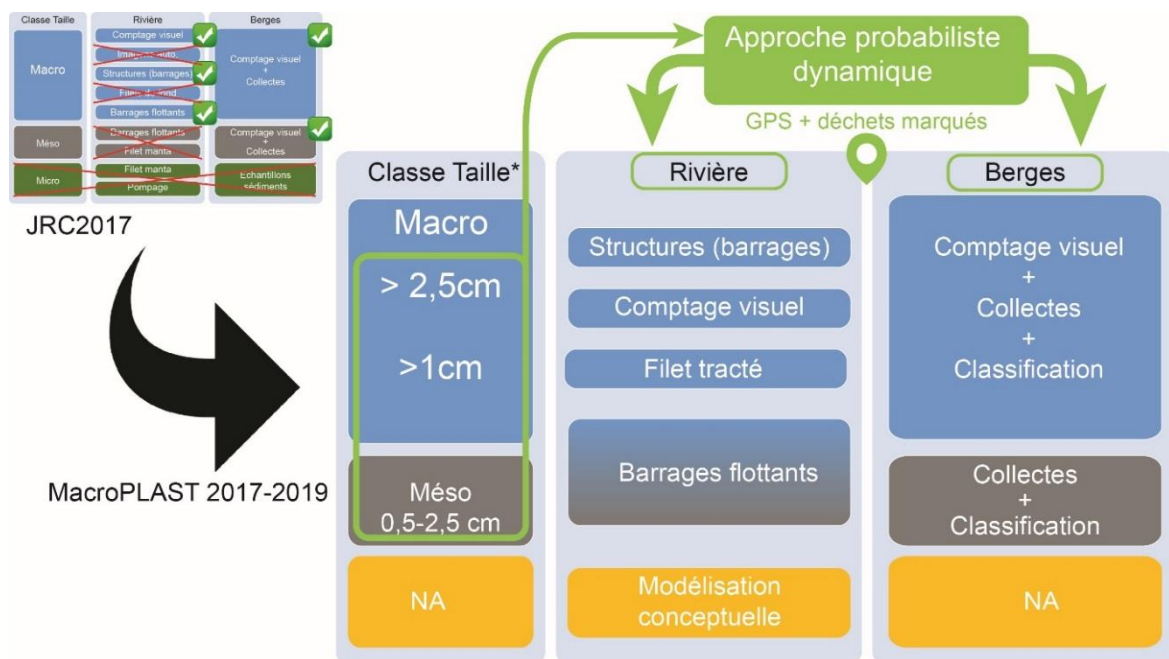 Classe Taille
Rivière
Berges
Macro
Comptage visuel
Imagerie auto.
Structures (barrages)
Filets de fond
Barrages flottants
Comptage visuel
+
Collectes
Méso
Barrages flottants
Filet manta
Comptage visuel
+
Collectes
Micro
Filet manta
Pompage
Echantillons
sédiments
JRC2017
MacroPLAST 2017-2019
Approche probabiliste
dynamique
GPS + déchets marqués
Classe Taille*
Macro
> 2,5cm
>1cm
Méso
0,5-2,5 cm
NA
Rivière
Structures (barrages)
Comptage visuel
Filet tracté
Barrages flottants
Modélisation
conceptuelle
Berges
Comptage visuel
+
Collectes
+
Classification
Collectes
+
Classification
NA